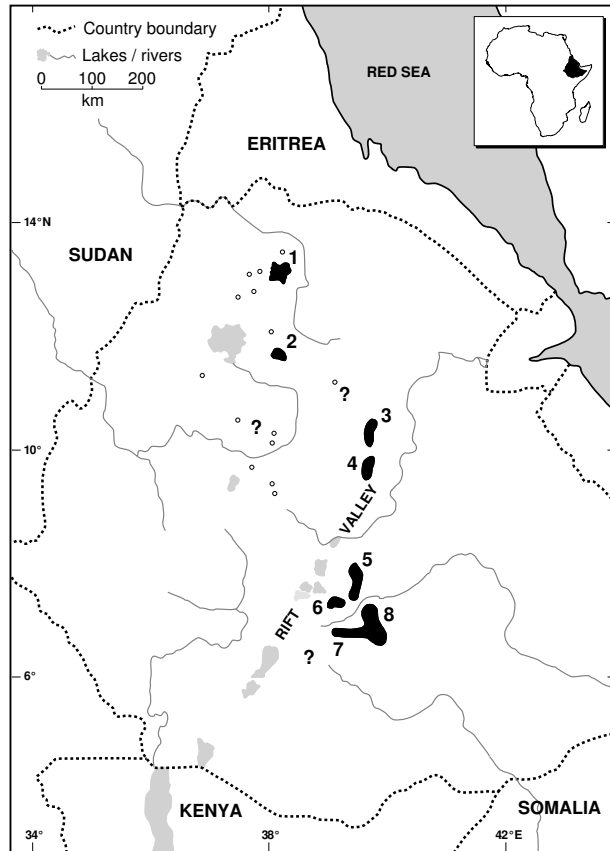 Country boundary
Lakes / rivers
0 100 200
km
RED SEA
ERITREA
14°N
SUDAN
1
2
?
3
?
10°
4
VALLEY
5
6
8
RIFT
7
?
6°
KENYA
SOMALIA
34°
38°
42°E